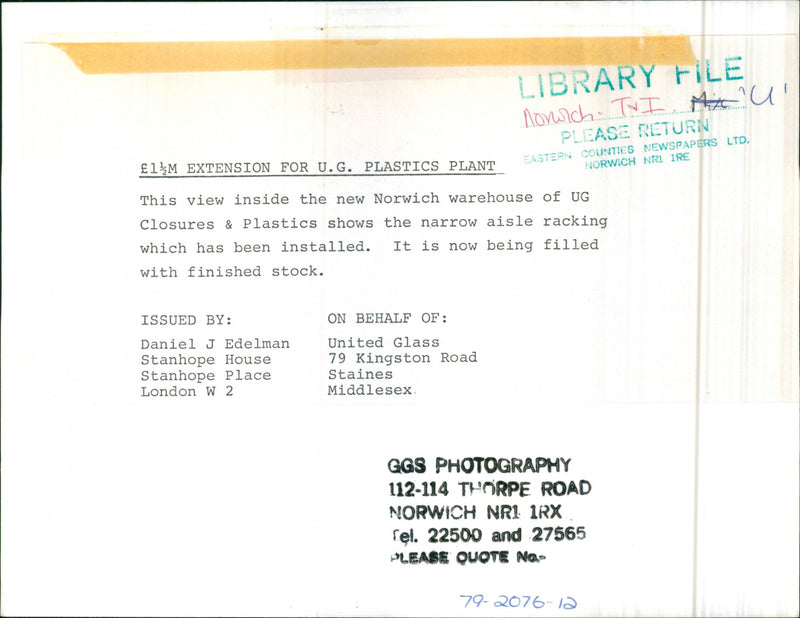 LIBRARY FILE
Norwich. T&I. Misc 'U'
PLEASE RETURN
EASTERN COUNTIES NEWSPAPERS LTD.
NORWICH NR1 1RE
£1½M EXTENSION FOR U.G. PLASTICS PLANT
This view inside the new Norwich warehouse of UG
Closures & Plastics shows the narrow aisle racking
which has been installed. It is now being filled
with finished stock.
ISSUED BY:
Daniel J Edelman
Stanhope House
Stanhope Place
London W 2
ON BEHALF OF:
United Glass
79 Kingston Road
Staines
Middlesex.
GGS PHOTOGRAPHY
112-114 THORPE ROAD
NORWICH NR1 1RX
Tel. 22500 and 27565
PLEASE QUOTE No.-
79-2076-12